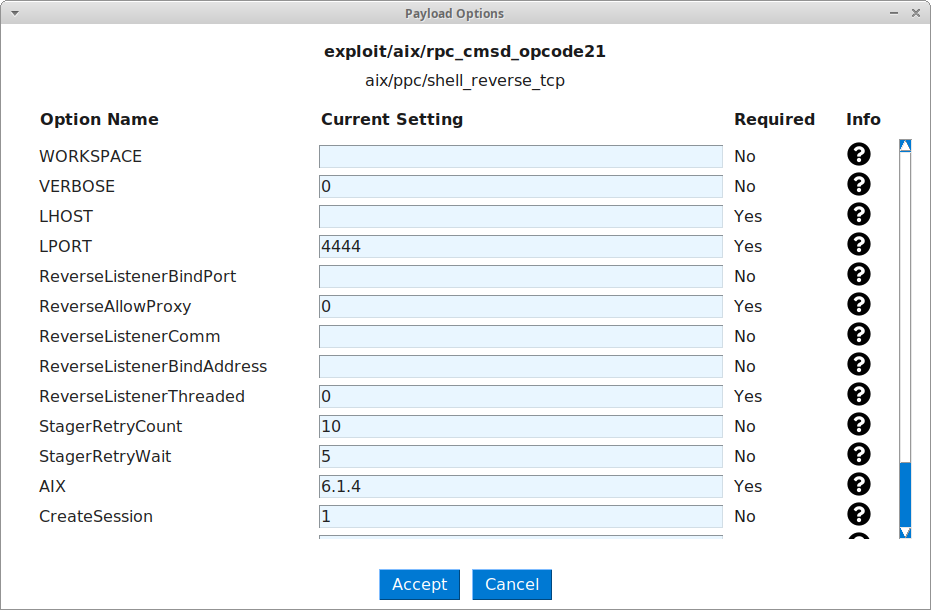 Payload Options
exploit/aix/rpc_cmsd_opcode21
aix/ppc/shell_reverse_tcp
Option Name Current Setting Required Info
WORKSPACE No ?
VERBOSE 0 No ?
LHOST Yes ?
LPORT 4444 Yes ?
ReverseListenerBindPort No ?
ReverseAllowProxy 0 Yes ?
ReverseListenerComm No ?
ReverseListenerBindAddress No ?
ReverseListenerThreaded 0 Yes ?
StagerRetryCount 10 No ?
StagerRetryWait 5 No ?
AIX 6.1.4 Yes ?
CreateSession 1 No ?
Accept Cancel